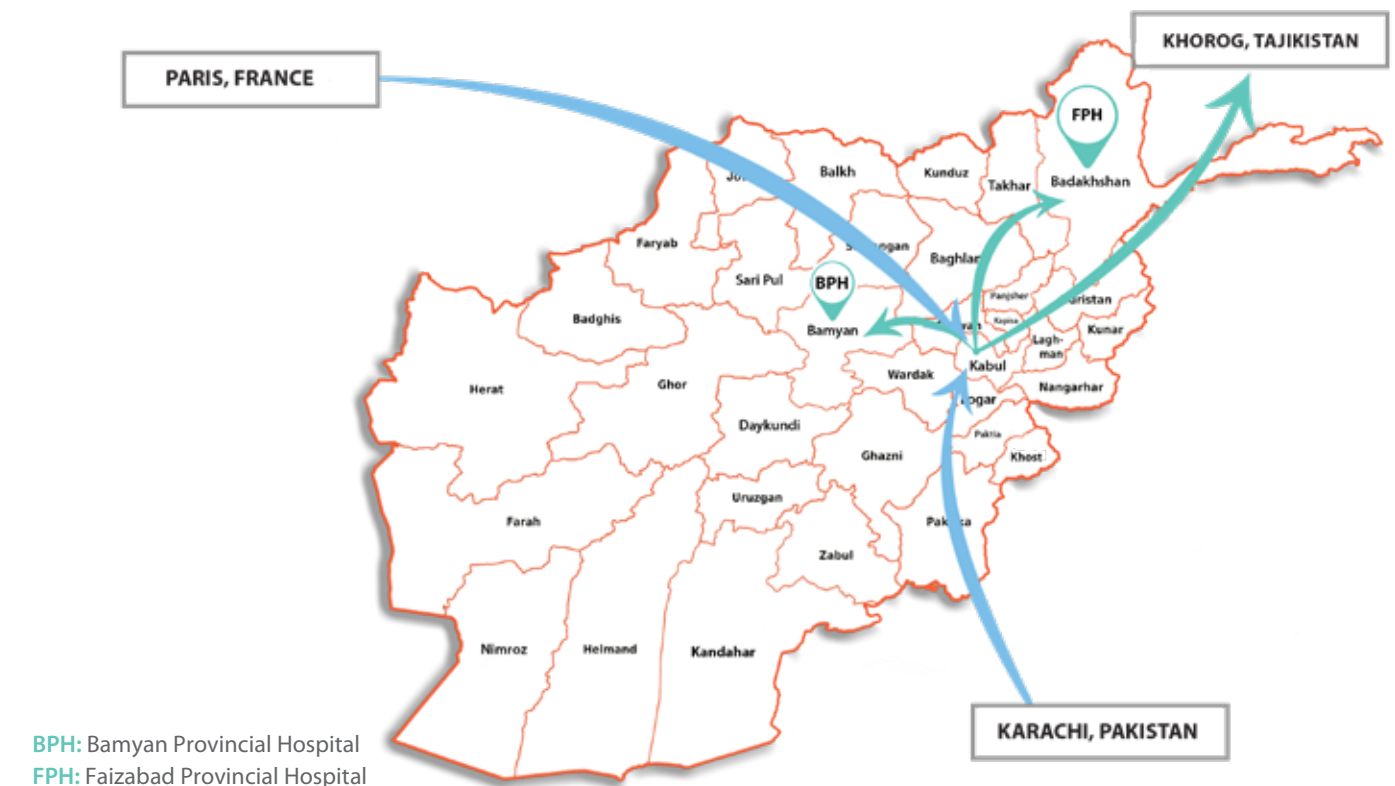 KHOROG, TAJIKISTAN
PARIS, FRANCE
FPH
Balkh
Kunduz
Takhar
Badakhshan
Faryab
Baghlan
Sari Pul
BPH
Panjsher
Badghis
Bamyan
Kapisa
Kunar
Lagh-
man
Kabul
Wardak
Nangarhar
Herat
Ghor
Daykundi
Paktia
Ghazni
Khost
Uruzgan
Farah
Zabul
Nimroz
Helmand
Kandahar
KARACHI, PAKISTAN
BPH: Bamyan Provincial Hospital
FPH: Faizabad Provincial Hospital